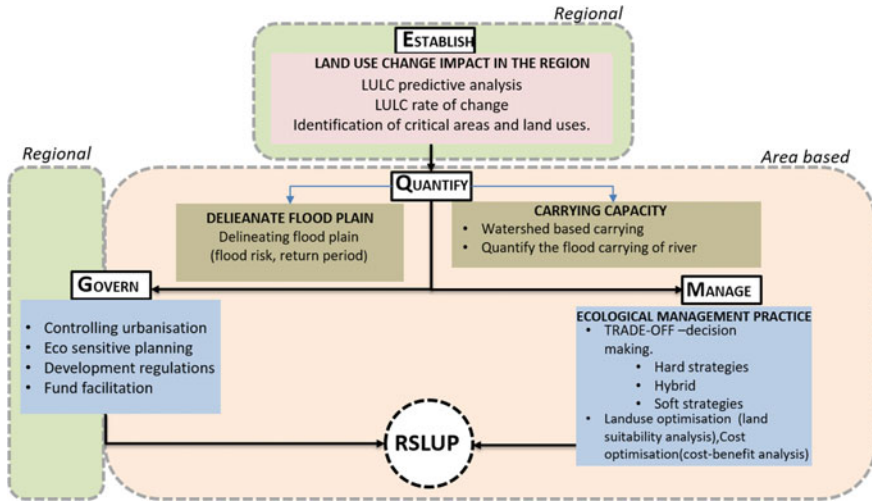 Regional
ESTABLISH
LAND USE CHANGE IMPACT IN THE REGION
LULC predictive analysis
LULC rate of change
Identification of critical areas and land uses.
Regional
Area based
QUANTIFY
DELIEANATE FLOOD PLAIN
Delineating flood plain
(flood risk, return period)
CARRYING CAPACITY
• Watershed based carrying
• Quantify the flood carrying of river
GOVERN
• Controlling urbanisation
• Eco sensitive planning
• Development regulations
• Fund facilitation
MANAGE
ECOLOGICAL MANAGEMENT PRACTICE
• TRADE-OFF –decision
making.
• Hard strategies
• Hybrid
• Soft strategies
• Landuse optimisation (land
suitability analysis),Cost
optimisation(cost-benefit analysis)
RSLUP